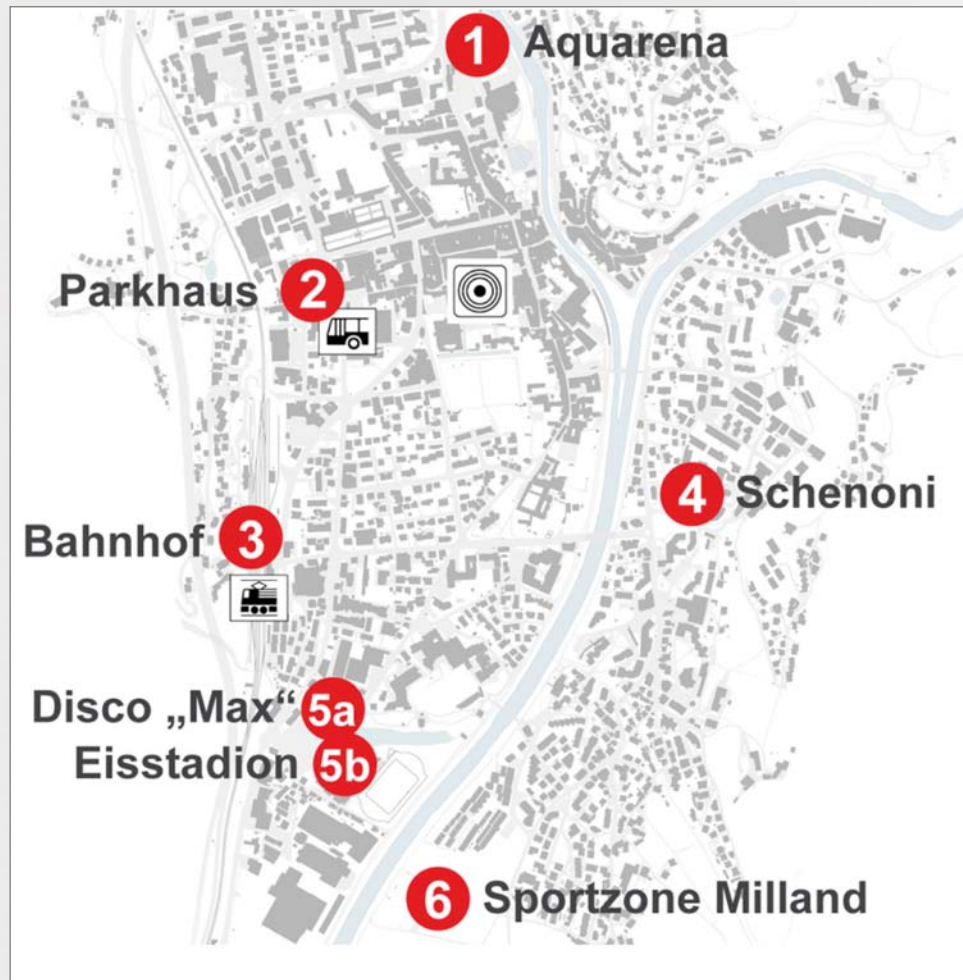 1 Aquarena
Parkhaus 2
4 Schenoni
Bahnhof 3
Disco „Max“ 5a
Eisstadion 5b
6 Sportzone Milland